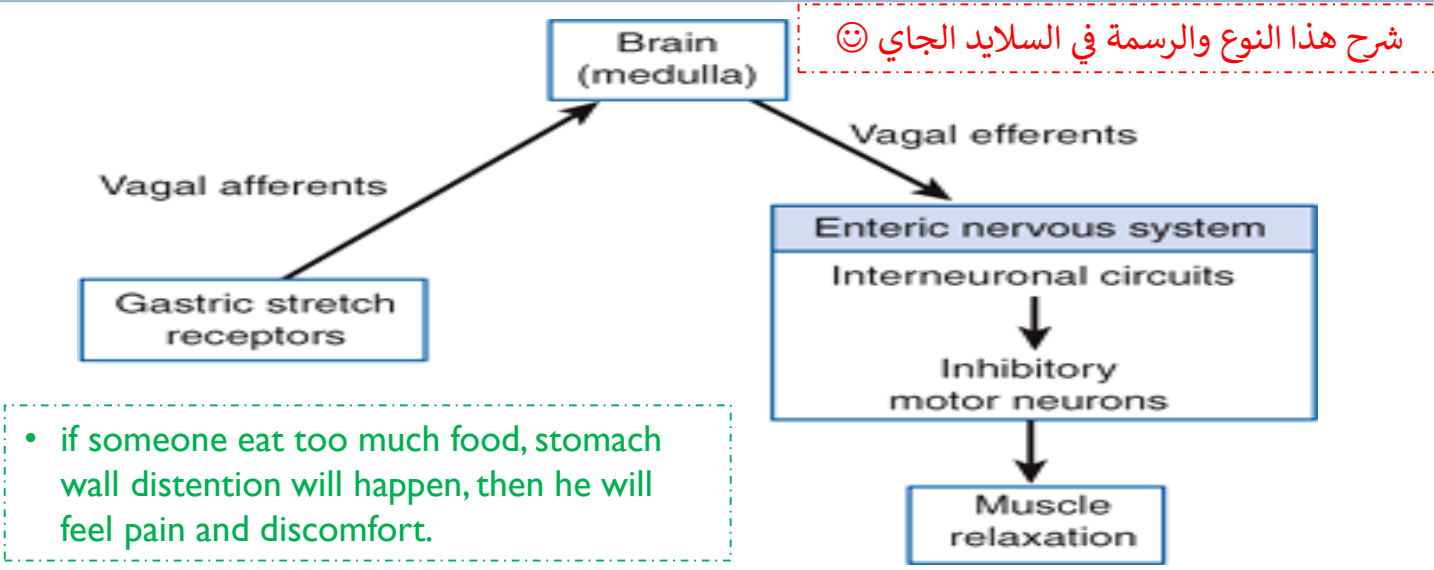 Brain
(medulla)
شرح هذا النوع والرسمة في السلايد الجاي ☺
Vagal afferents
Vagal efferents
Gastric stretch
receptors
Enteric nervous system
Interneuronal circuits
Inhibitory
motor neurons
Muscle
relaxation
• if someone eat too much food, stomach
wall distention will happen, then he will
feel pain and discomfort.